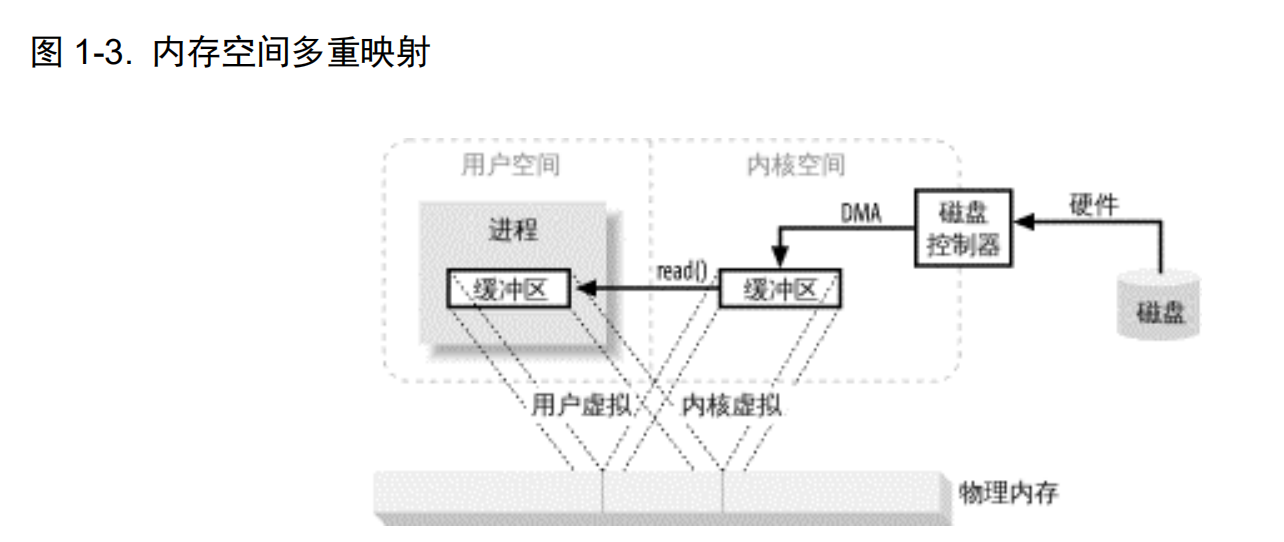 图 1-3. 内存空间多重映射
用户空间
内核空间
进程
DMA
磁盘
控制器
硬件
read()
缓冲区
缓冲区
磁盘
用户虚拟
内核虚拟
物理内存